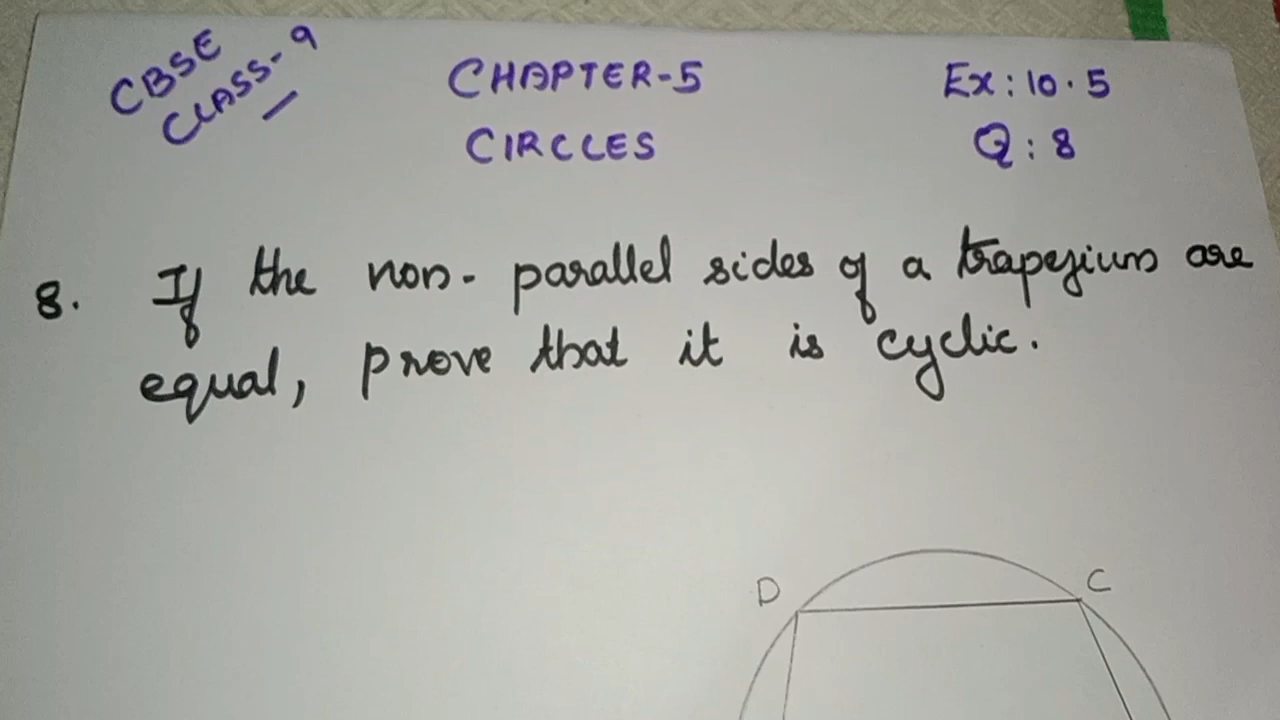 CBSE
CLASS-9
CHAPTER-5
CIRCLES
Ex: 10.5
Q: 8
8. If the non-parallel sides of a trapezium are
equal, prove that it is cyclic.
D C